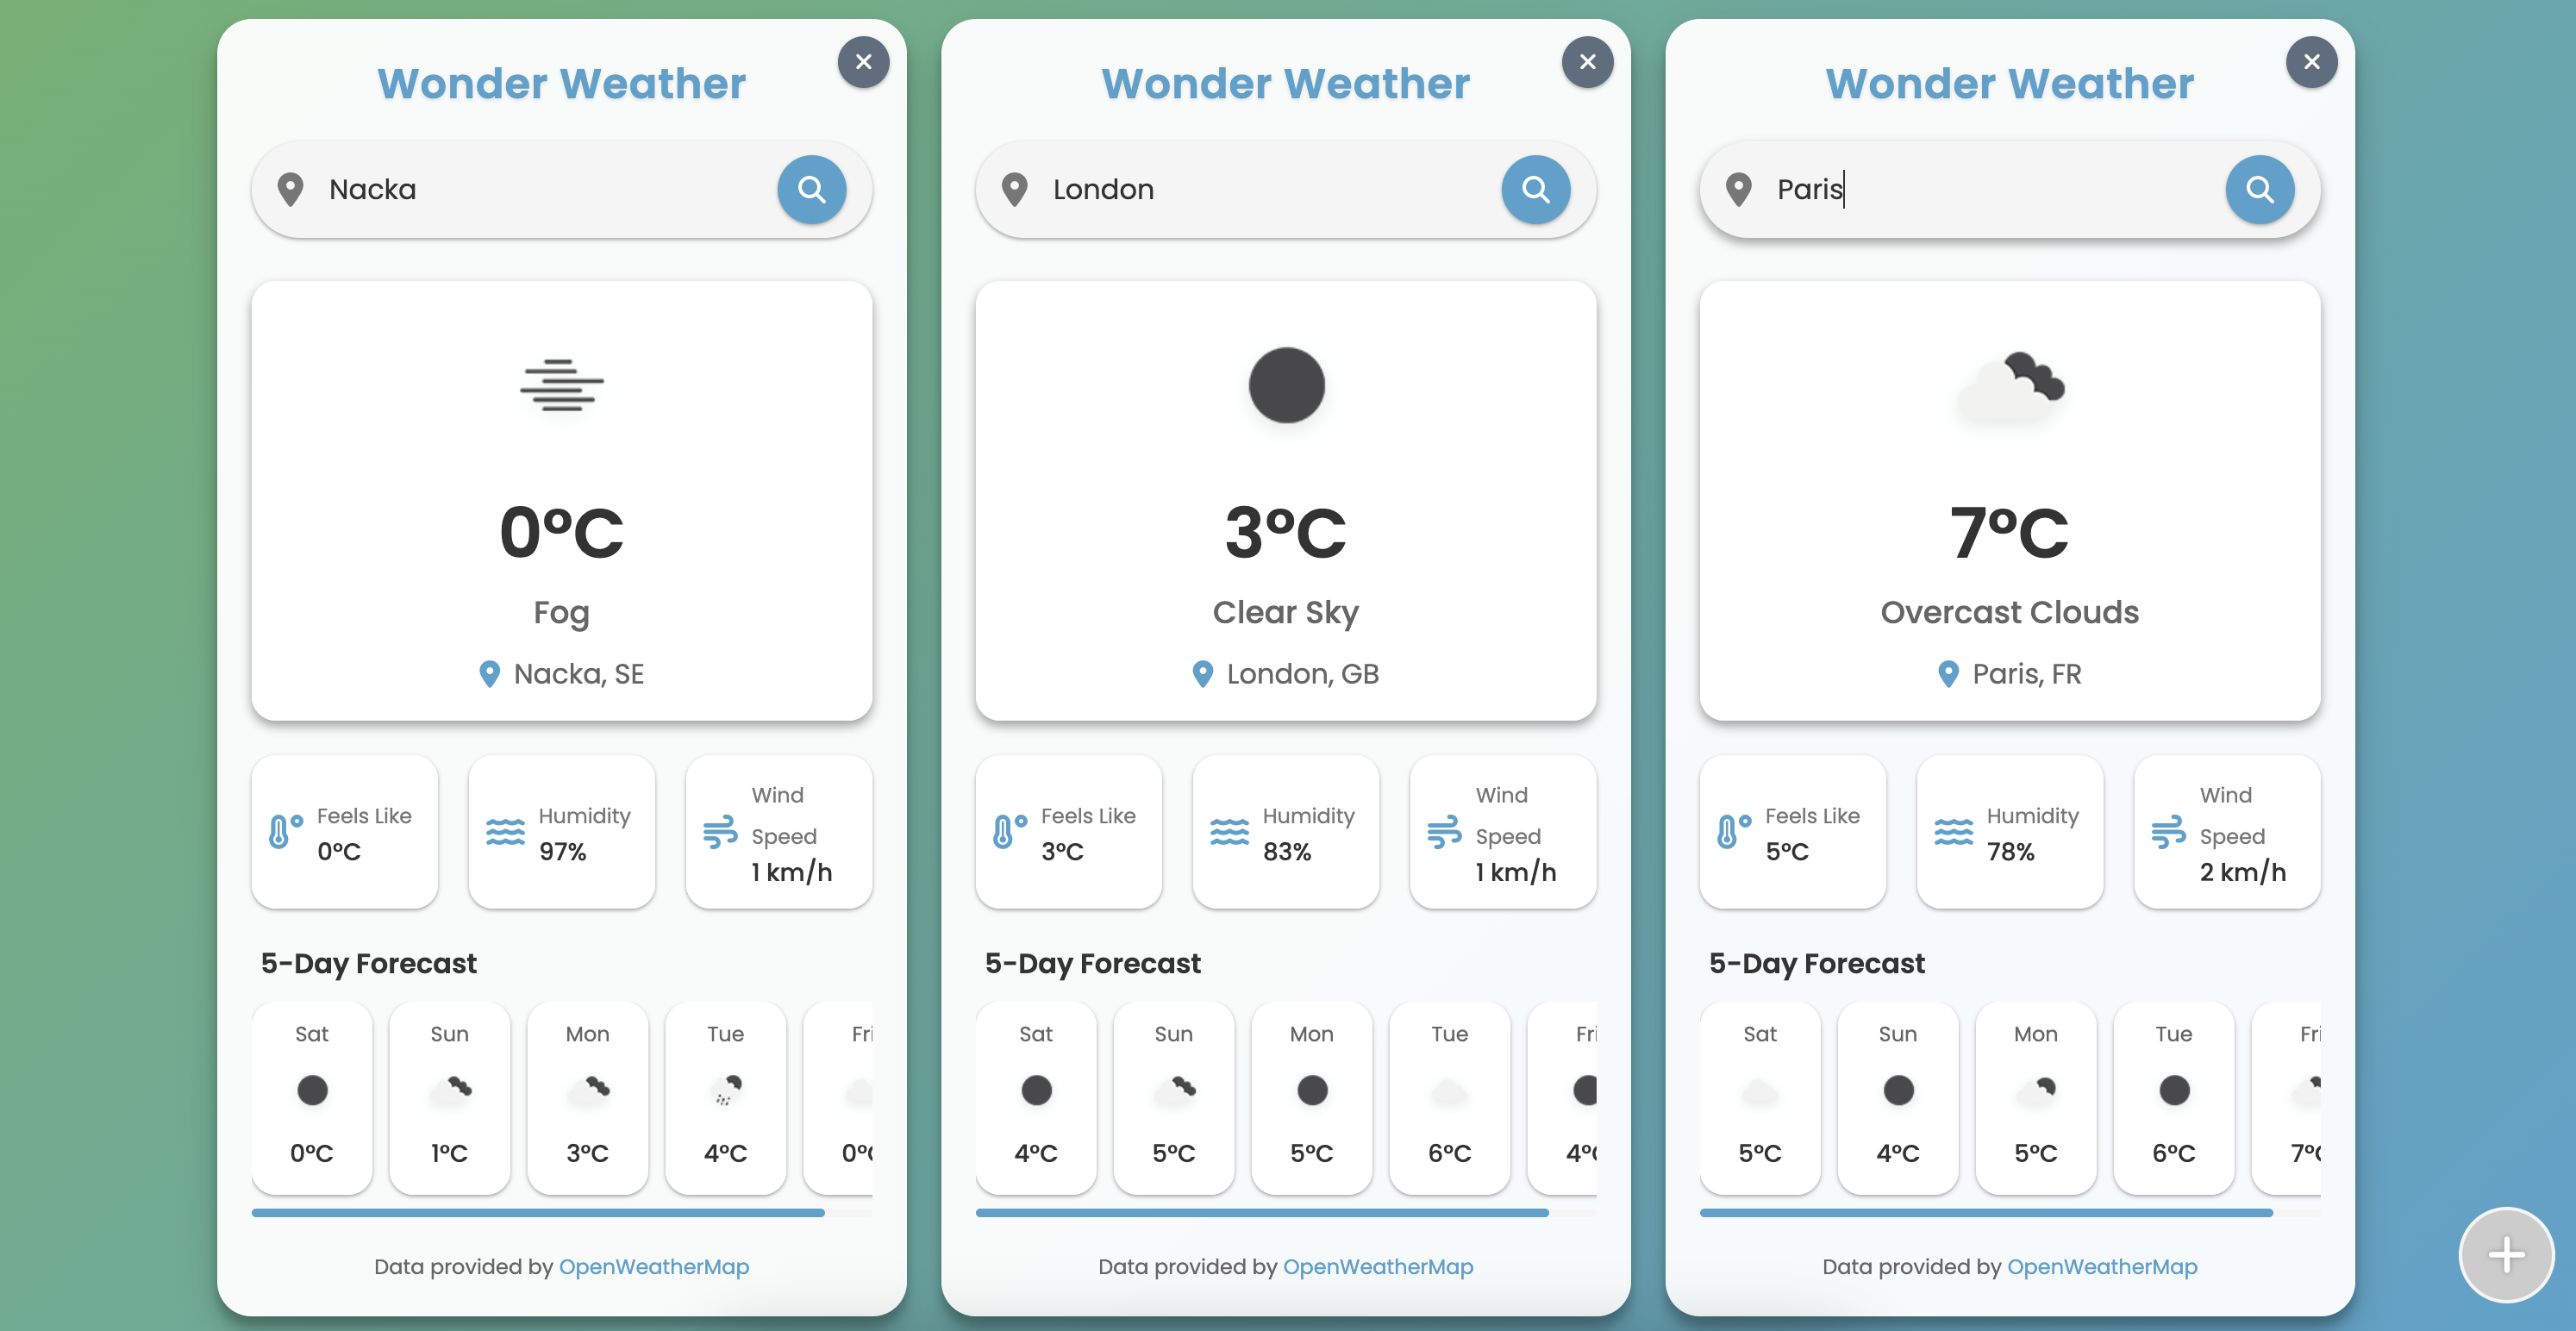 Wonder Weather
Nacka
0°C
Fog
Nacka, SE
Feels Like
0°C
Humidity
97%
Wind
Speed
1 km/h
5-Day Forecast
Sat
0°C
Sun
1°C
Mon
3°C
Tue
4°C
Fri
0°C
Data provided by OpenWeatherMap
Wonder Weather
London
3°C
Clear Sky
London, GB
Feels Like
3°C
Humidity
83%
Wind
Speed
1 km/h
5-Day Forecast
Sat
4°C
Sun
5°C
Mon
5°C
Tue
6°C
Fri
4°C
Data provided by OpenWeatherMap
Wonder Weather
Paris
7°C
Overcast Clouds
Paris, FR
Feels Like
5°C
Humidity
78%
Wind
Speed
2 km/h
5-Day Forecast
Sat
5°C
Sun
4°C
Mon
5°C
Tue
6°C
Fri
7°C
Data provided by OpenWeatherMap